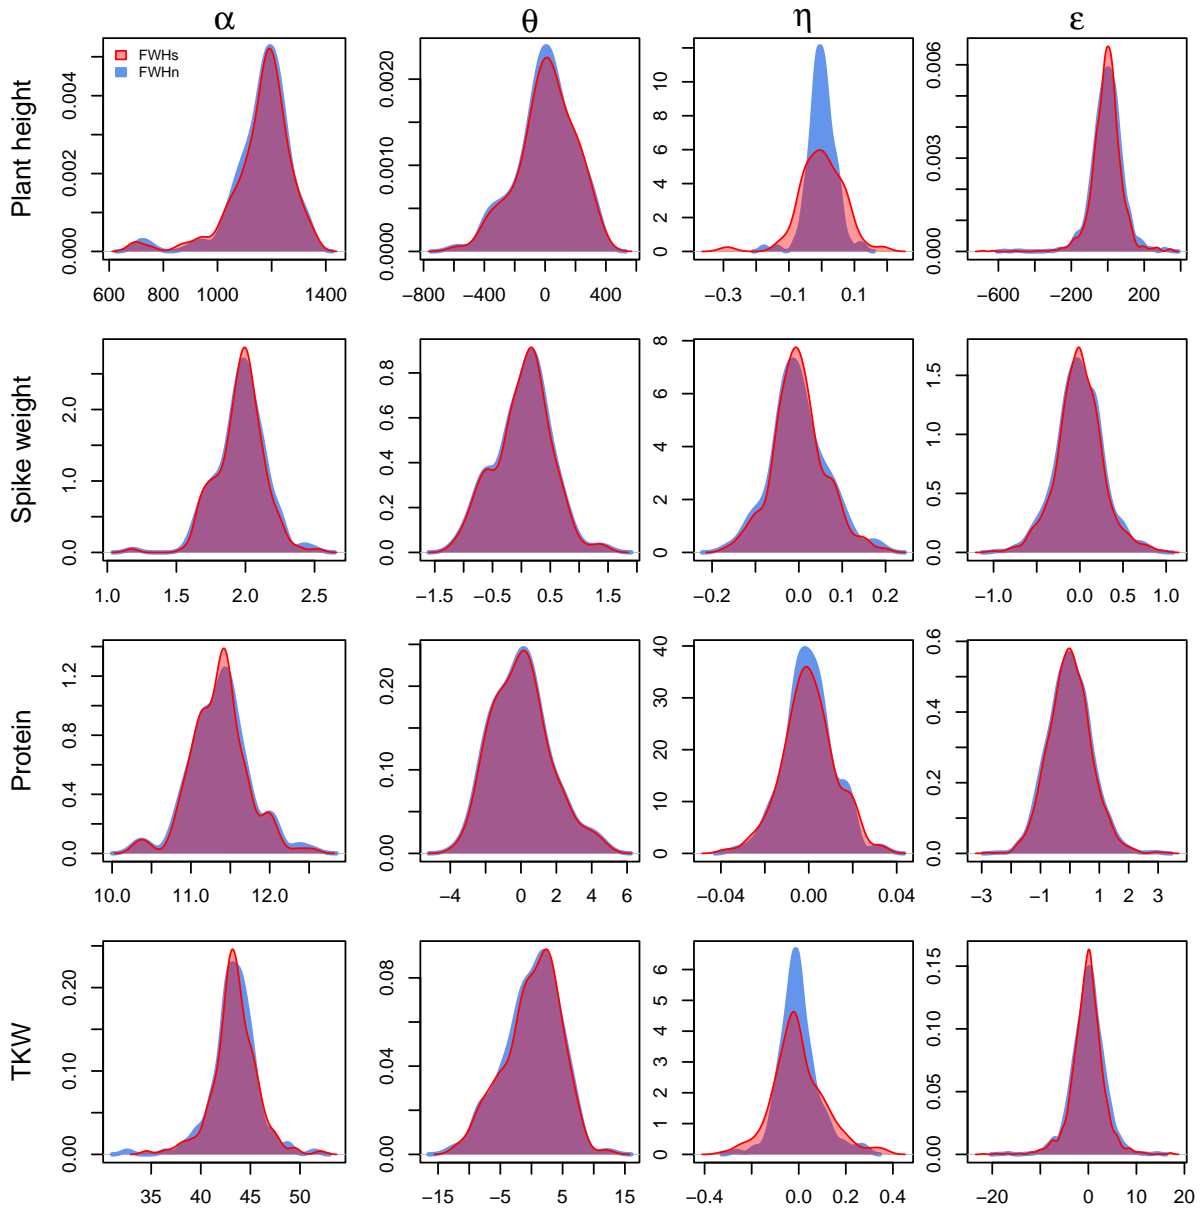 α θ η ε
FWHs
FWHn
Plant height
0.000 0.002 0.004
600 800 1000 1400
0.0000 0.0010 0.0020
−800 −400 0 400
0 2 4 6 8 10
−0.3 −0.1 0.1
0.000 0.003 0.006
−600 −200 200
Spike weight
0.0 1.0 2.0
1.0 1.5 2.0 2.5
0.0 0.2 0.4 0.6 0.8
−1.5 −0.5 0.5 1.5
0 2 4 6 8
−0.2 0.0 0.1 0.2
0.0 0.5 1.0 1.5
−1.0 0.0 0.5 1.0
Protein
0.0 0.4 0.8 1.2
10.0 11.0 12.0
0.00 0.10 0.20
−4 0 2 4 6
0 10 20 30 40
−0.04 0.00 0.04
0.0 0.2 0.4 0.6
−3 −1 1 2 3
TKW
0.00 0.10 0.20
35 40 45 50
0.00 0.04 0.08
−15 −5 5 15
0 1 2 3 4 5 6
−0.4 0.0 0.2 0.4
0.00 0.05 0.10 0.15
−20 0 10 20